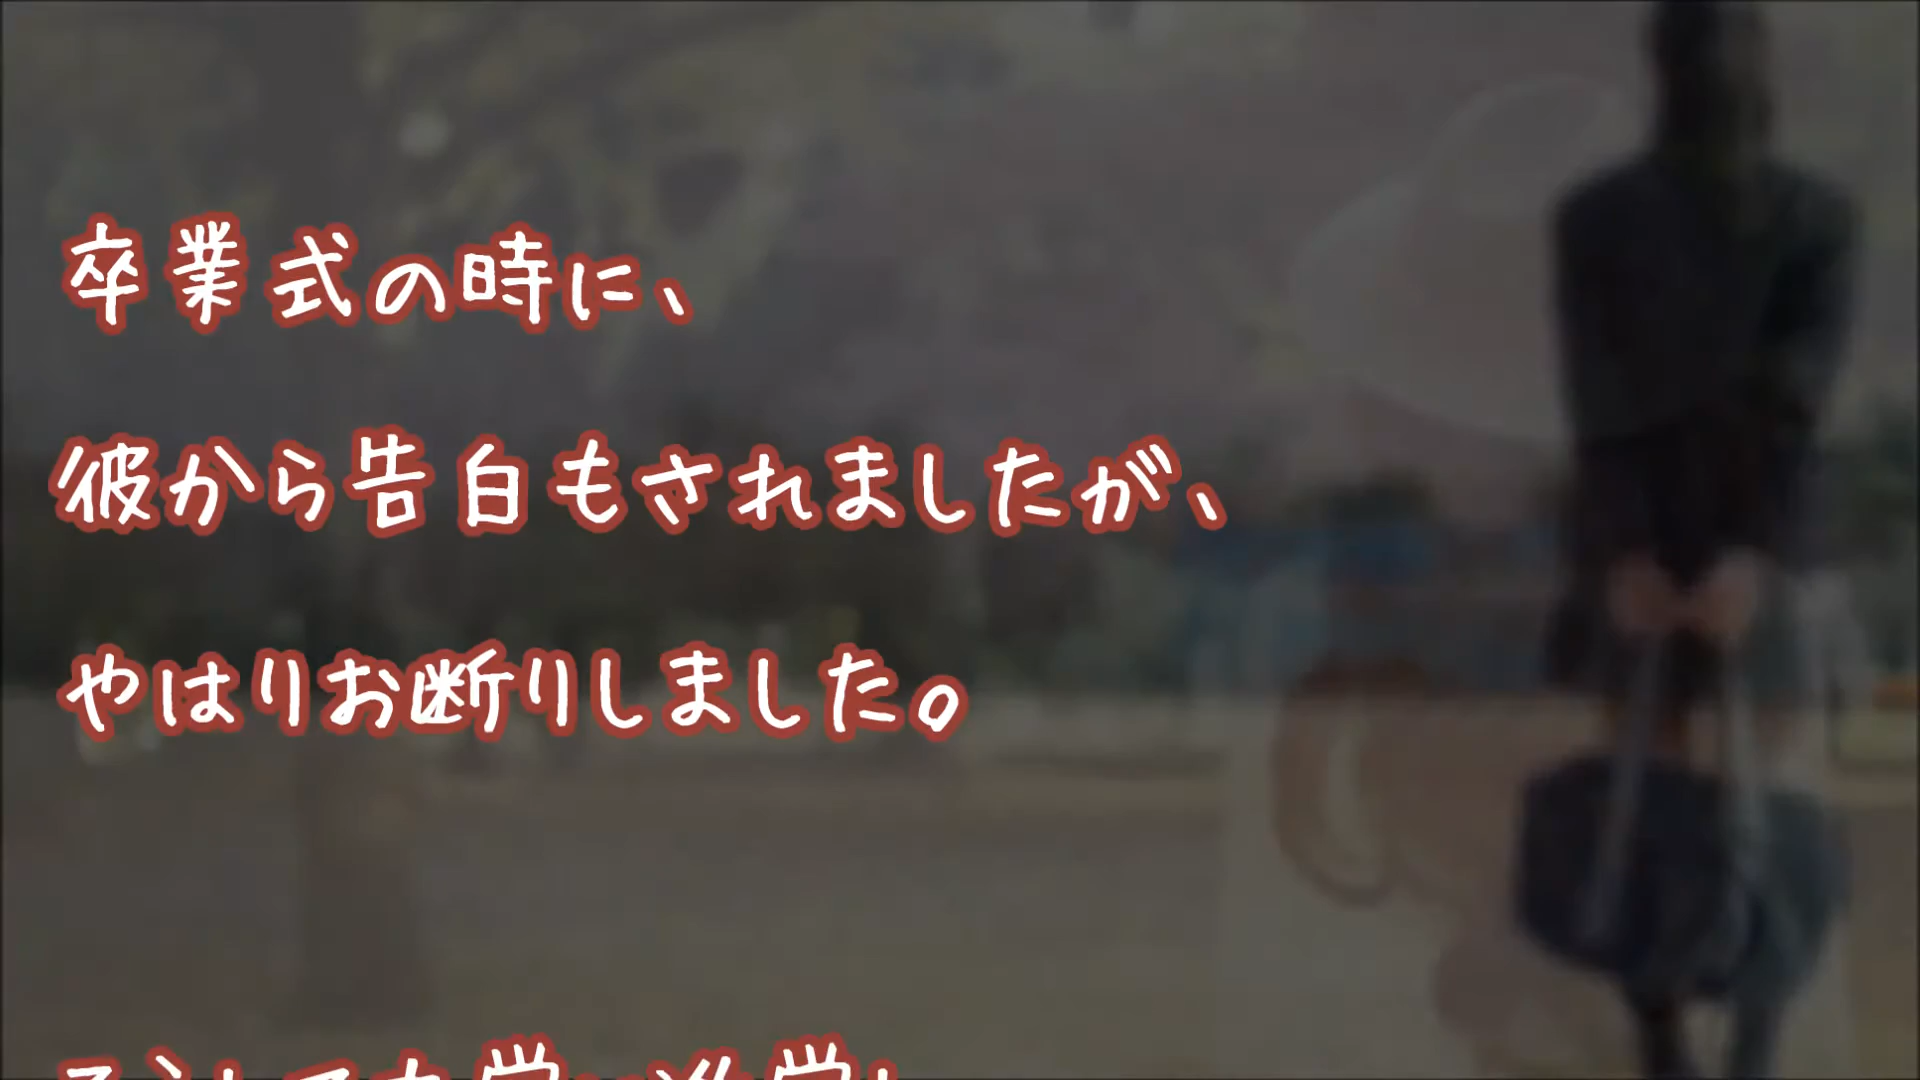 卒業式の時に、
彼から告白もされましたが、
やはりお断りしました。